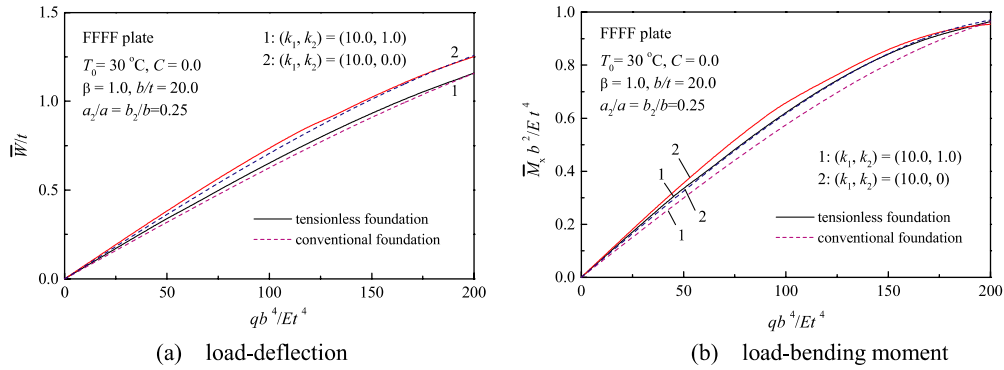 FFFF plate
T₀= 30 °C, C = 0.0
β = 1.0, b/t = 20.0
a₂/a = b₂/b=0.25
1: (k₁, k₂) = (10.0, 1.0)
2: (k₁, k₂) = (10.0, 0.0)
2
1
tensionless foundation
conventional foundation
W̅/t
1.5
1.0
0.5
0.0
0 50 100 150 200
qb⁴/Et⁴
(a) load-deflection
FFFF plate
T₀= 30 °C, C = 0.0
β = 1.0, b/t = 20.0
a₂/a = b₂/b=0.25
2
1
2
1
1: (k₁, k₂) = (10.0, 1.0)
2: (k₁, k₂) = (10.0, 0)
tensionless foundation
conventional foundation
M̅ₓ b²/E t⁴
1.0
0.8
0.6
0.4
0.2
0.0
0 50 100 150 200
qb⁴/Et⁴
(b) load-bending moment